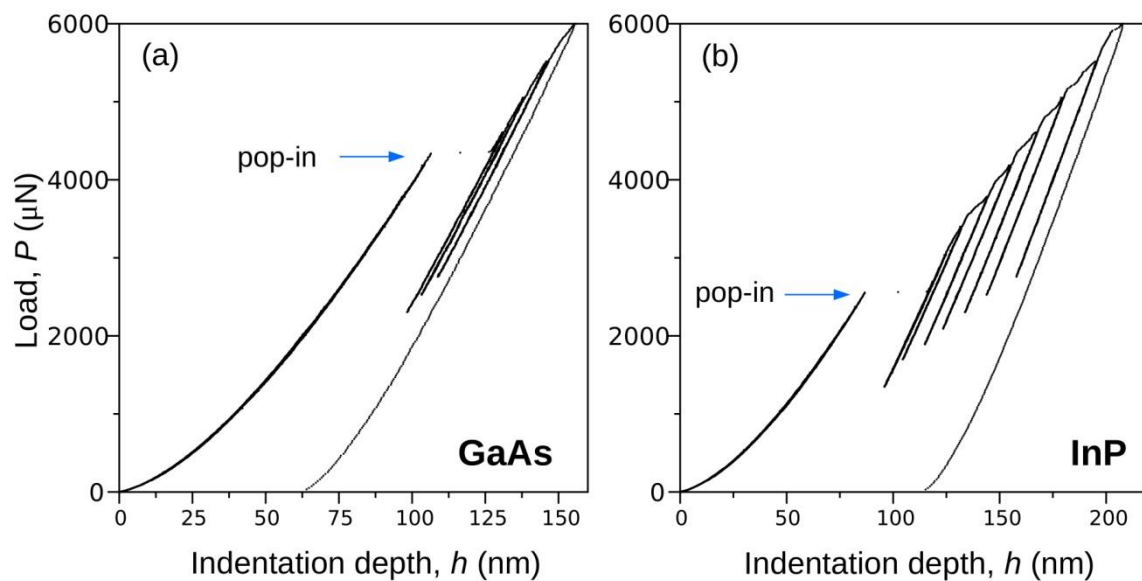 (a)
6000
4000
2000
0
Load, P (µN)
pop-in
GaAs
0 25 50 75 100 125 150
Indentation depth, h (nm)
(b)
6000
4000
2000
0
pop-in
InP
0 50 100 150 200
Indentation depth, h (nm)